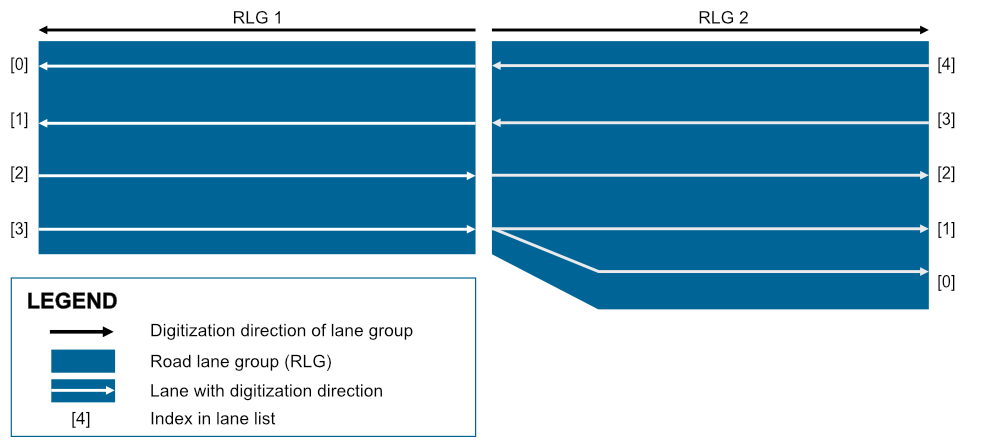 RLG 1 RLG 2
[0] [4]
[1] [3]
[2] [2]
[3] [1]
[0]
LEGEND
Digitization direction of lane group
Road lane group (RLG)
Lane with digitization direction
[4] Index in lane list